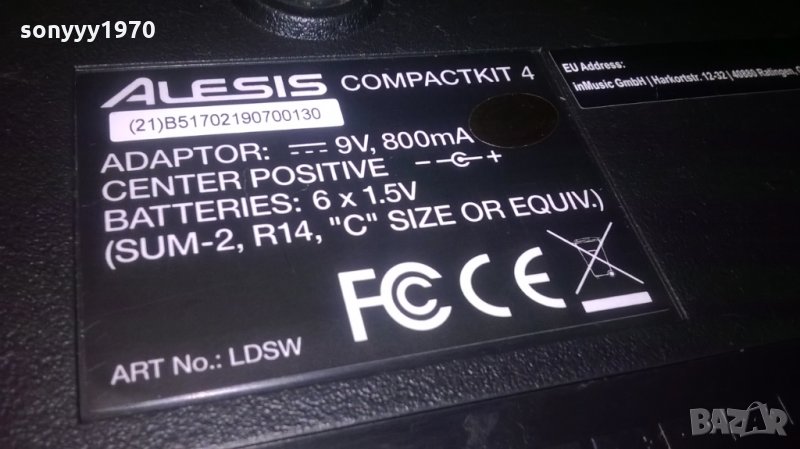 sonyyy1970
ALESIS COMPACTKIT 4
(21)B51702190700130
ADAPTOR: 9V, 800mA
CENTER POSITIVE - +
BATTERIES: 6 x 1.5V
(SUM-2, R14, "C" SIZE OR EQUIV.)
FC CE
ART No.: LDSW
EU Address:
InMusic GmbH | Harkortstr. 12-32 | 40880 Ratingen,
BAZAR